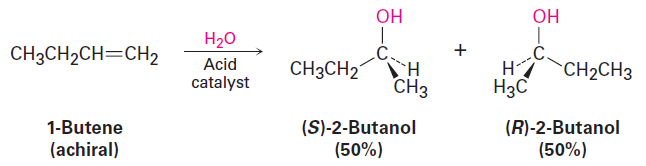 CH₃CH₂CH=CH₂
H₂O
Acid
catalyst
OH
C
CH₃CH₂
H
CH₃
+
OH
C
H
H₃C
CH₂CH₃
1-Butene
(achiral)
(S)-2-Butanol
(50%)
(R)-2-Butanol
(50%)